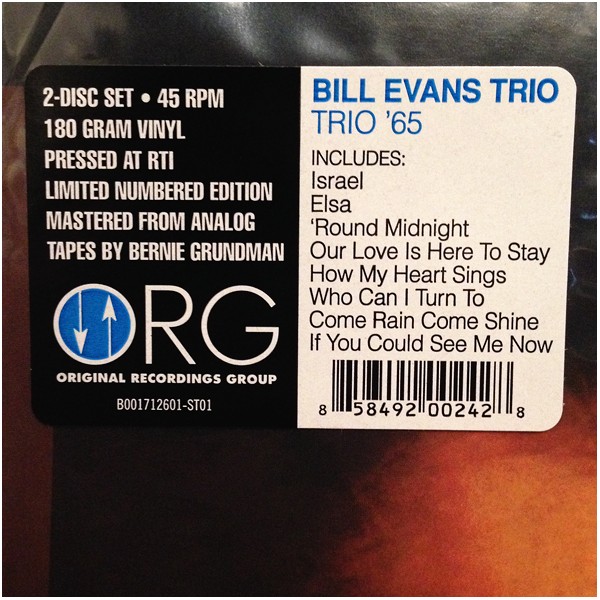 2-DISC SET • 45 RPM
180 GRAM VINYL
PRESSED AT RTI
LIMITED NUMBERED EDITION
MASTERED FROM ANALOG
TAPES BY BERNIE GRUNDMAN
ORG
ORIGINAL RECORDINGS GROUP
B001712601-ST01
BILL EVANS TRIO
TRIO '65
INCLUDES:
Israel
Elsa
'Round Midnight
Our Love Is Here To Stay
How My Heart Sings
Who Can I Turn To
Come Rain Come Shine
If You Could See Me Now
8 58492 00242 8